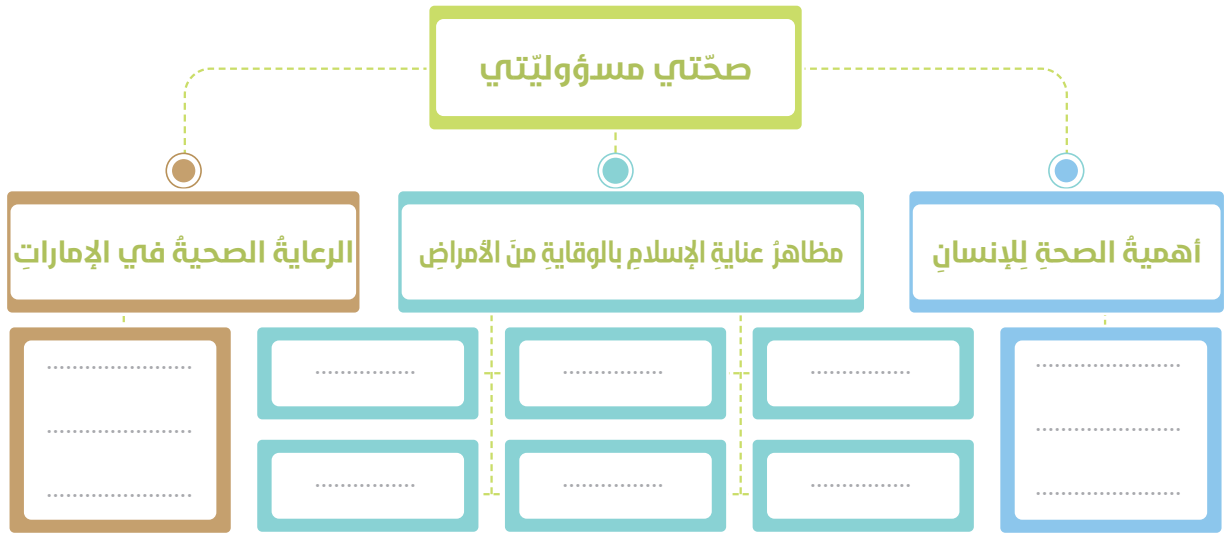 صحّتي مسؤوليّتي
أهميةُ الصحةِ لِلإنسانِ
مظاهرُ عنايةِ الإسلامِ بالوقايةِ منَ الأمراضِ
الرعايةُ الصحيةُ في الإماراتِ